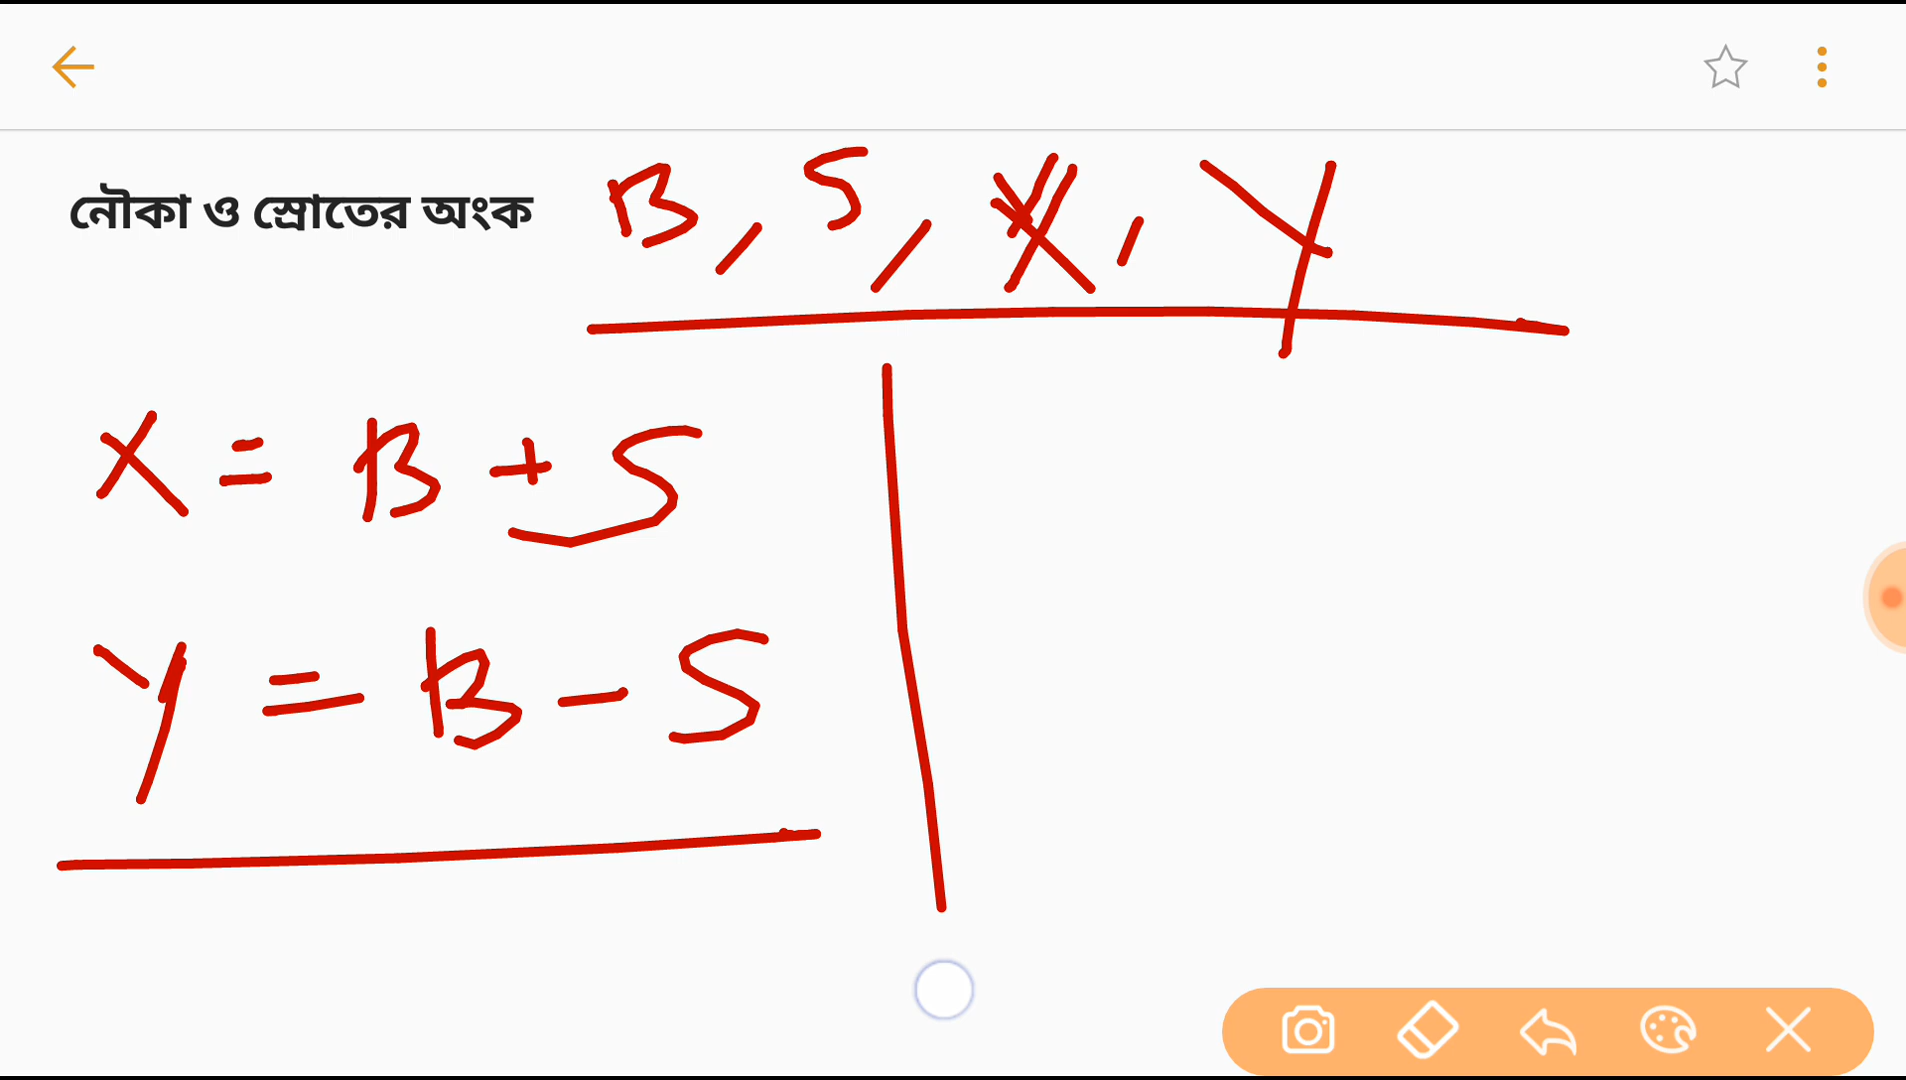 নৌকা ও স্রোতের অংক B, S, X, Y
X = B + S
Y = B - S